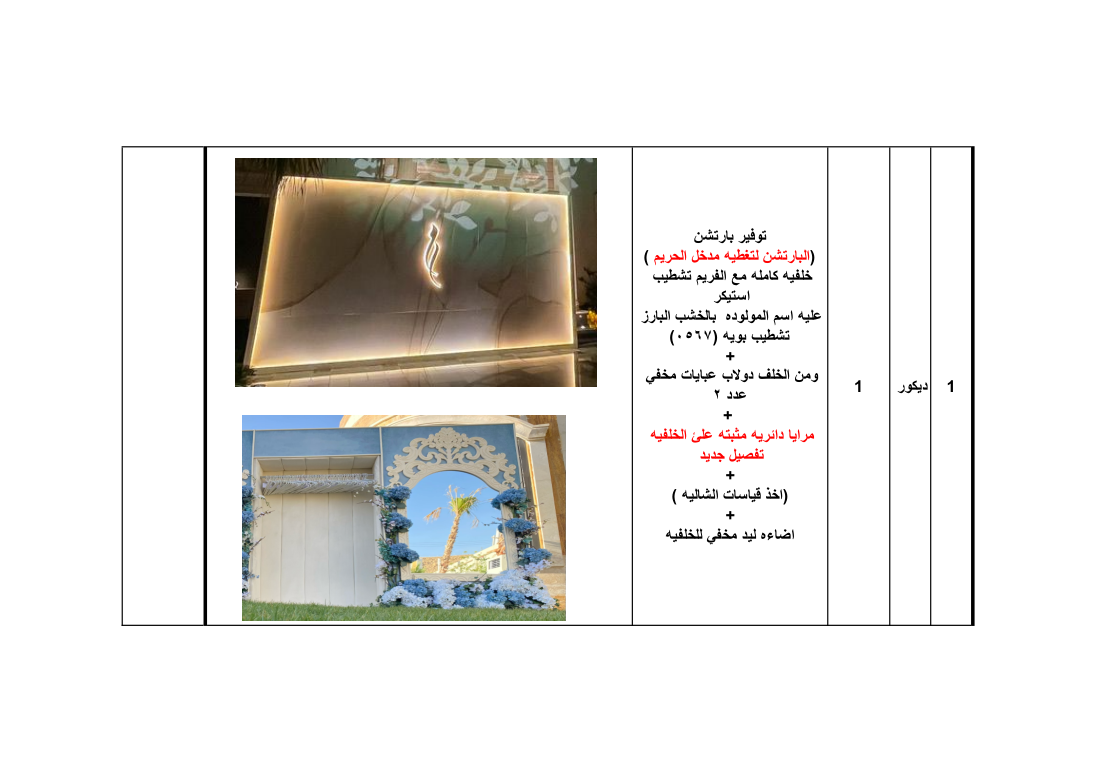 1
ديكور
1
توفير بارتشن
(البارتشن لتغطيه مدخل الحريم )
خلفيه كامله مع الفريم تشطيب
استيكر
عليه اسم المولوده  بالخشب البارز
تشطيب بويه (٠٥٦٧)
+
ومن الخلف دولاب عبايات مخفي
عدد ٢
+
مرايا دائريه مثبته علئ الخلفيه
تفصيل جديد
+
(اخذ قياسات الشاليه )
+
اضاءه ليد مخفي للخلفيه